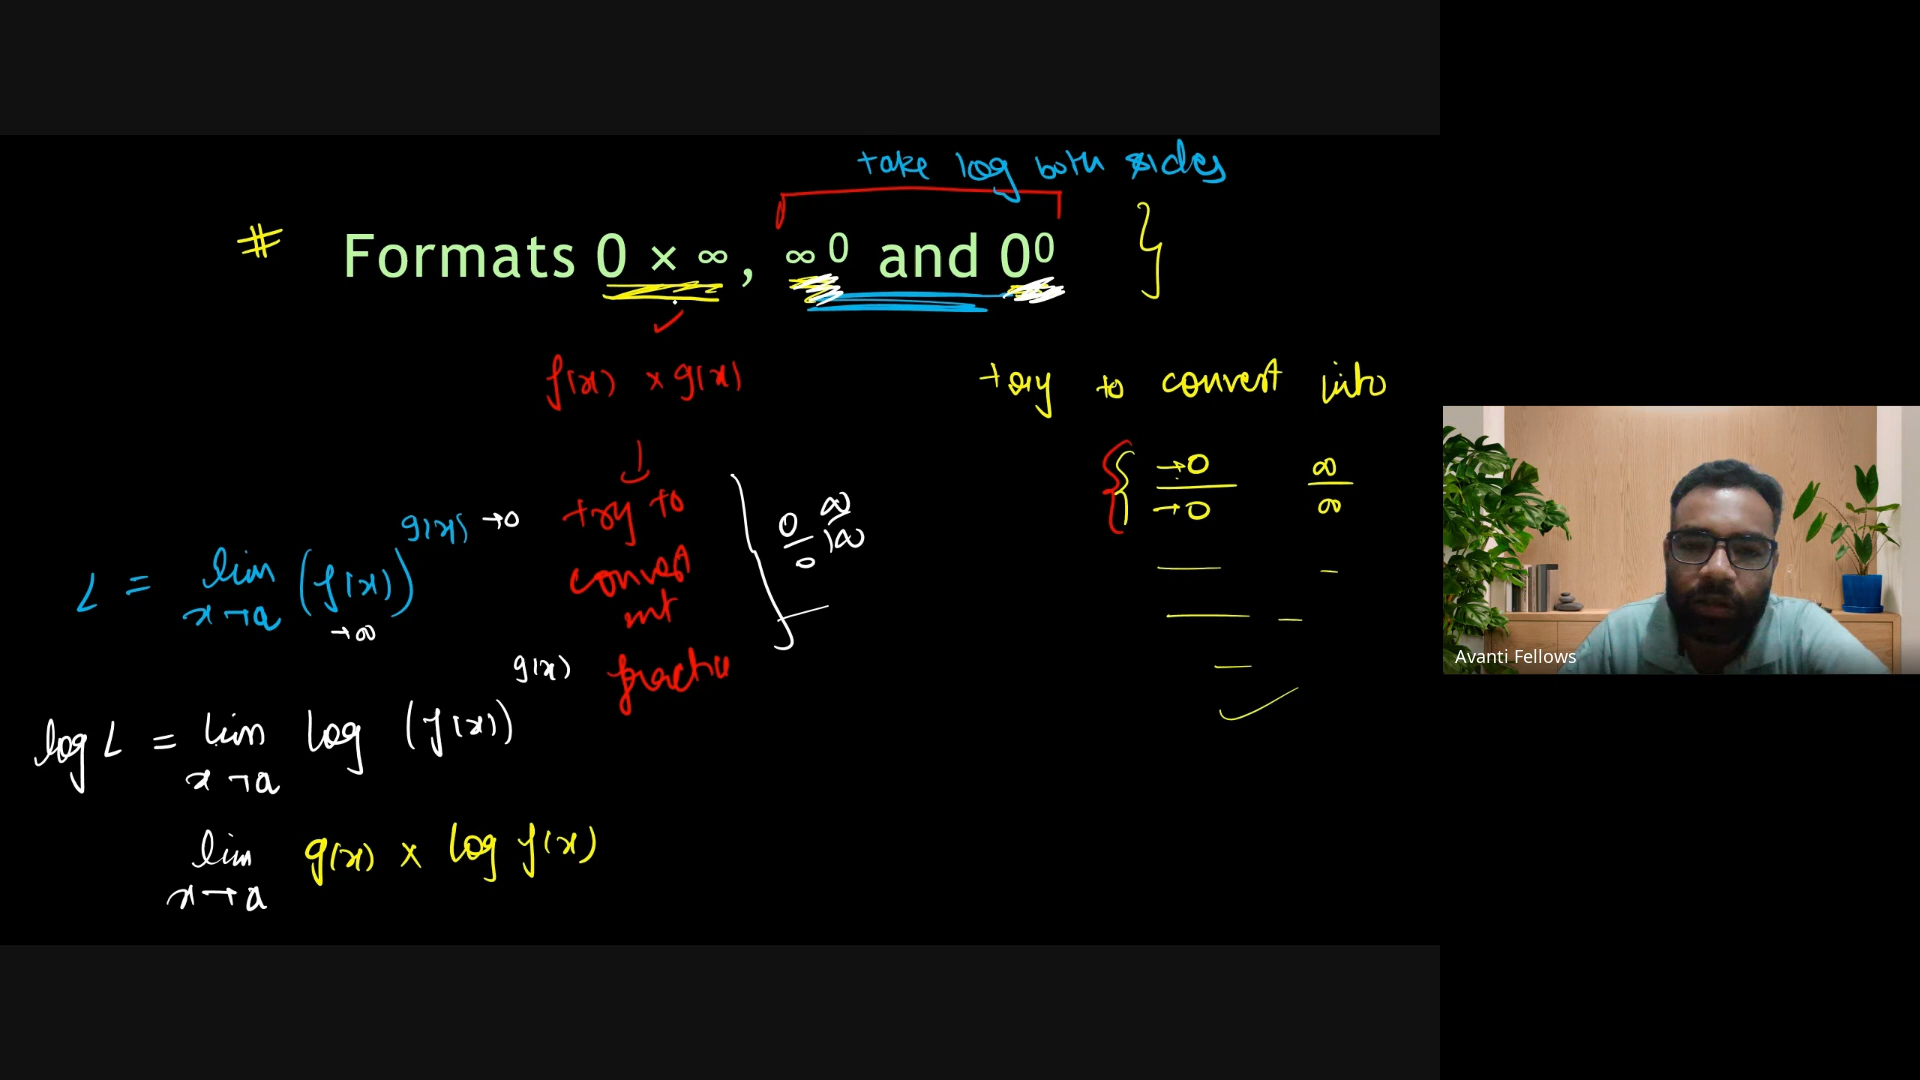 take log both sides
# Formats 0 × ∞, ∞⁰ and 0⁰ }
f(x) × g(x)
try to convert into
→0/→0 ∞/∞
try to
convert
int
0/0 ∞/∞
L = lim x→a (f(x))^g(x) →0
→∞
log L = lim x→a log (f(x))^g(x)
lim x→a g(x) × log f(x)
Avanti Fellows